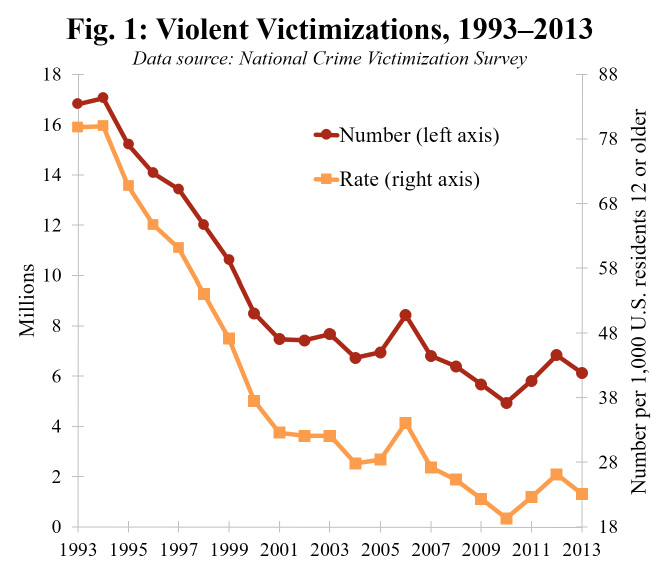 Fig. 1: Violent Victimizations, 1993–2013
Data source: National Crime Victimization Survey
18
16
14
12
10
8
6
4
2
0
Millions
Number (left axis)
Rate (right axis)
88
78
68
58
48
38
28
18
Number per 1,000 U.S. residents 12 or older
1993 1995 1997 1999 2001 2003 2005 2007 2009 2011 2013